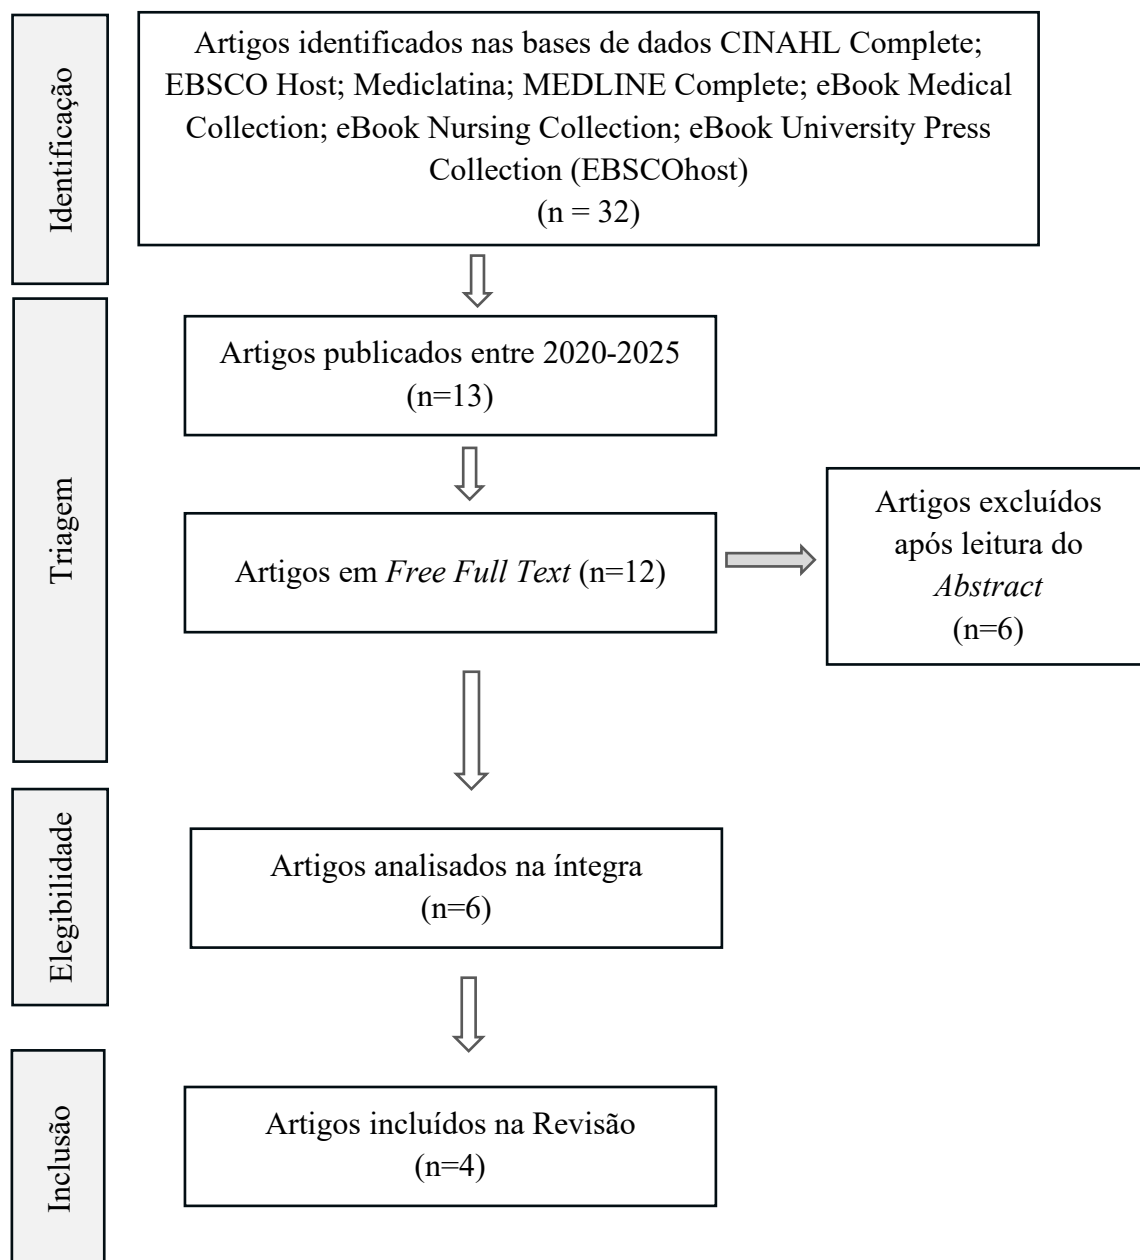 Identificação
Artigos identificados nas bases de dados CINAHL Complete;
EBSCO Host; Mediclatina; MEDLINE Complete; eBook Medical
Collection; eBook Nursing Collection; eBook University Press
Collection (EBSCOhost)
(n = 32)
Triagem
Artigos publicados entre 2020-2025
(n=13)
Artigos em Free Full Text (n=12)
Artigos excluídos
após leitura do
Abstract
(n=6)
Elegibilidade
Artigos analisados na íntegra
(n=6)
Inclusão
Artigos incluídos na Revisão
(n=4)